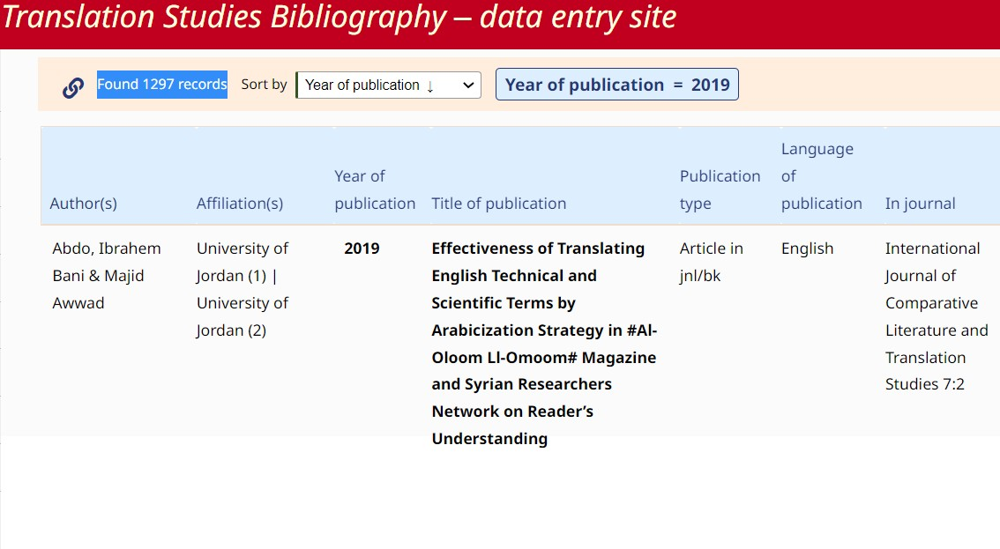 Translation Studies Bibliography – data entry site
Found 1297 records Sort by Year of publication ↓ Year of publication = 2019
Author(s) Affiliation(s) Year of publication Title of publication Publication type Language of publication In journal
Abdo, Ibrahem
Bani & Majid
Awwad
University of
Jordan (1) |
University of
Jordan (2)
2019
Effectiveness of Translating
English Technical and
Scientific Terms by
Arabicization Strategy in #Al-
Oloom Ll-Omoom# Magazine
and Syrian Researchers
Network on Reader’s
Understanding
Article in
jnl/bk
English
International
Journal of
Comparative
Literature and
Translation
Studies 7:2